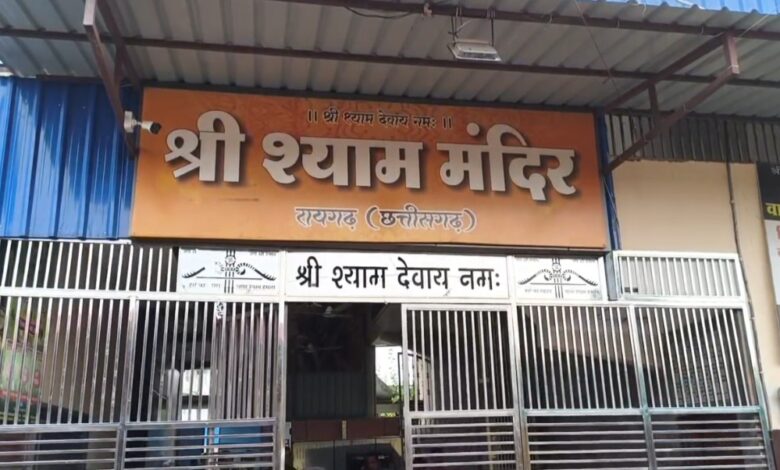 ।। श्री श्याम देवाय नमः ।।
श्री श्याम मंदिर
रायगढ़ (छत्तीसगढ़)
श्री श्याम देवाय नमः